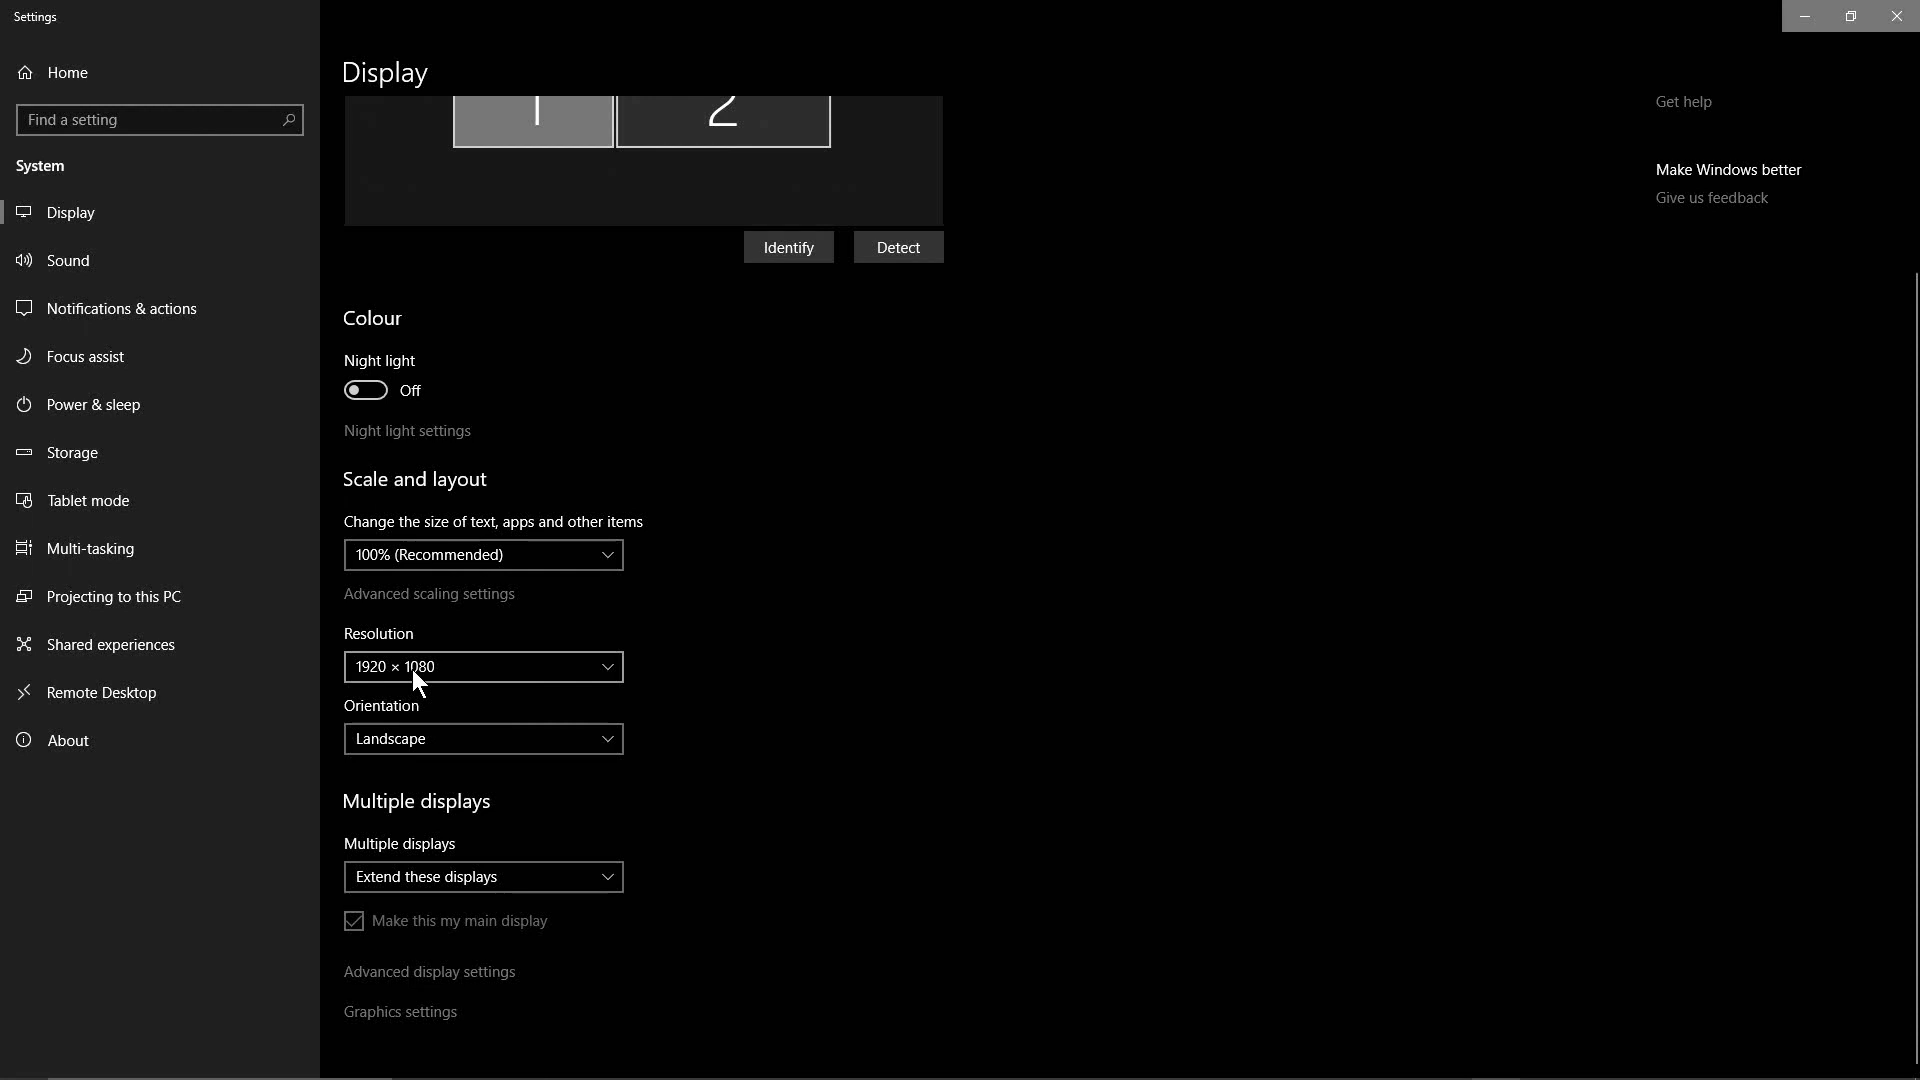 Settings
Home
Find a setting
System
Display
Sound
Notifications & actions
Focus assist
Power & sleep
Storage
Tablet mode
Multi-tasking
Projecting to this PC
Shared experiences
Remote Desktop
About
Display
1
2
Identify
Detect
Colour
Night light
Off
Night light settings
Scale and layout
Change the size of text, apps and other items
100% (Recommended)
Advanced scaling settings
Resolution
1920 × 1080
Orientation
Landscape
Multiple displays
Multiple displays
Extend these displays
Make this my main display
Advanced display settings
Graphics settings
Get help
Make Windows better
Give us feedback